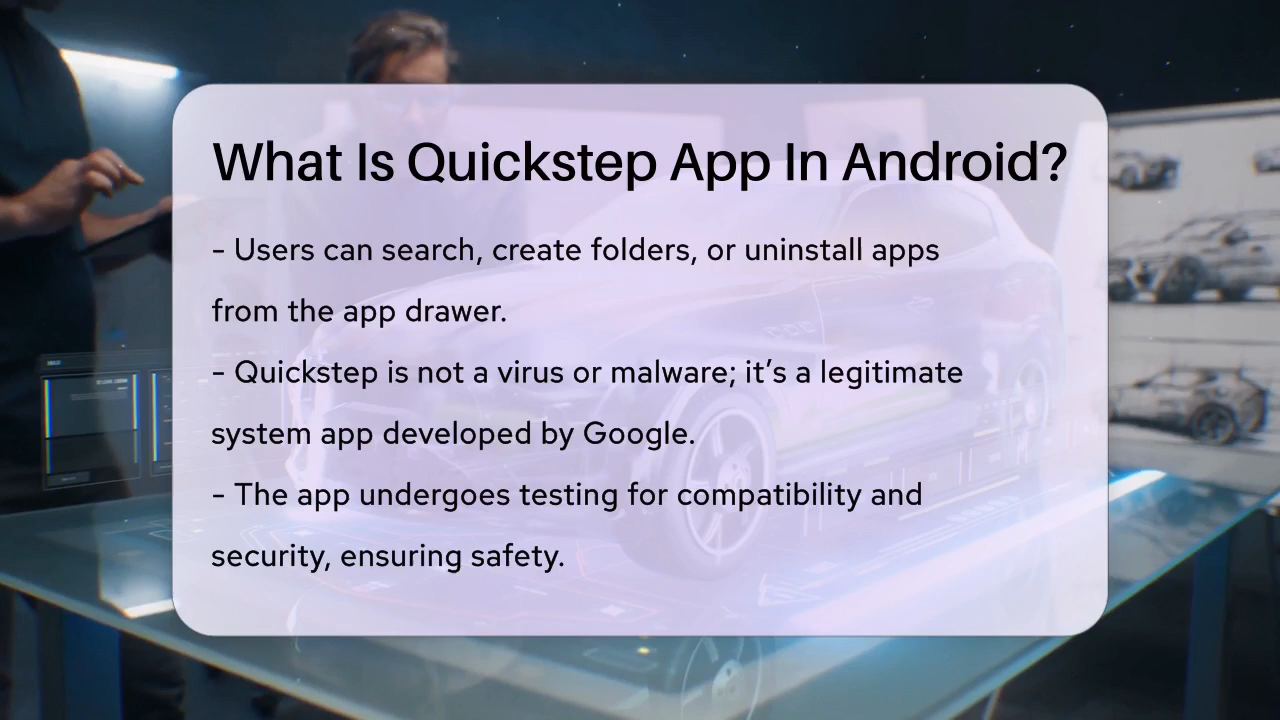 What Is Quickstep App In Android?
- Users can search, create folders, or uninstall apps
from the app drawer.
- Quickstep is not a virus or malware; it’s a legitimate
system app developed by Google.
- The app undergoes testing for compatibility and
security, ensuring safety.